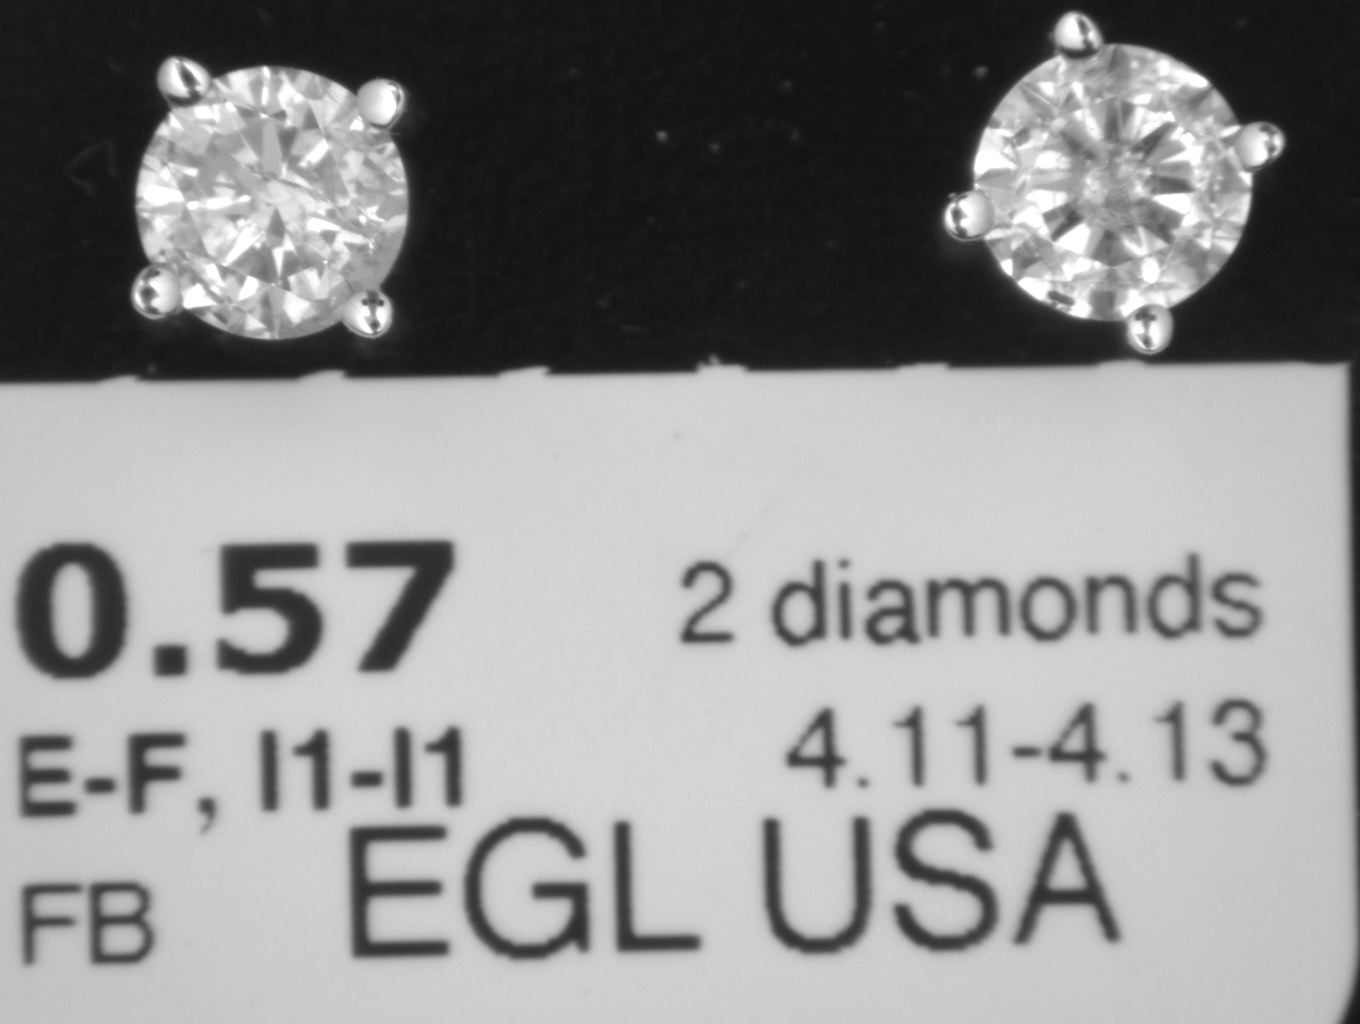 0.57 2 diamonds
E-F, I1-I1 4.11-4.13
FB EGL USA